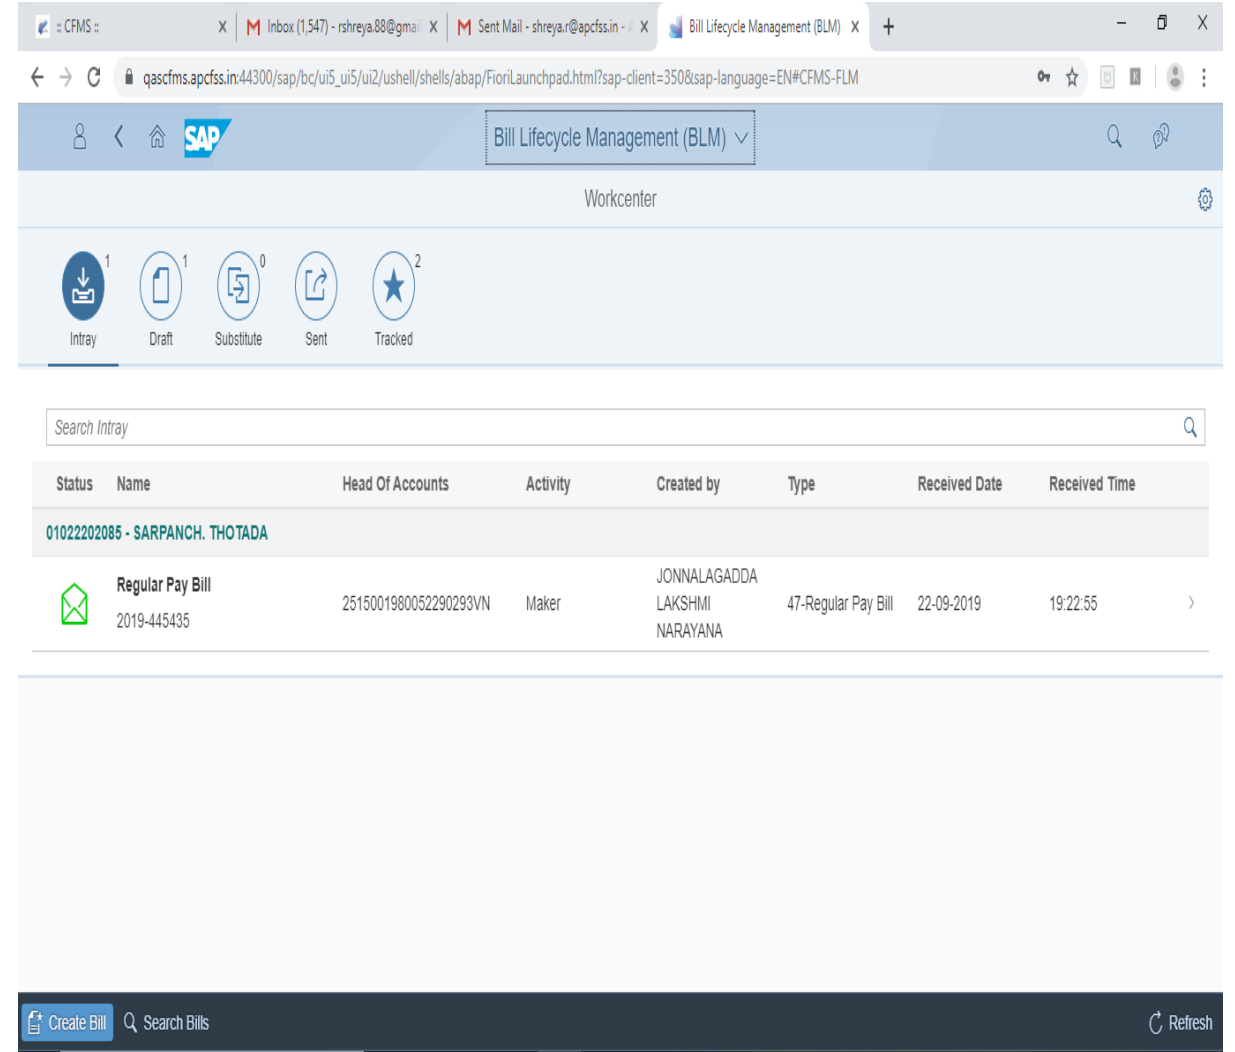 :: CFMS ::
Inbox (1,547) - rshreya.88@gmai
Sent Mail - shreya.r@apcfss.in -
Bill Lifecycle Management (BLM)
qascfms.apcfss.in:44300/sap/bc/ui5_ui5/ui2/ushell/shells/abap/FioriLaunchpad.html?sap-client=350&sap-language=EN#CFMS-FLM
SAP
Bill Lifecycle Management (BLM)
Workcenter
1 1 0 2
Intray Draft Substitute Sent Tracked
Search Intray
Status Name Head Of Accounts Activity Created by Type Received Date Received Time
01022202085 - SARPANCH. THOTADA
Regular Pay Bill
2019-445435
2515001980052290293VN
Maker
JONNALAGADDA
LAKSHMI
NARAYANA
47-Regular Pay Bill
22-09-2019
19:22:55
Create Bill Search Bills Refresh